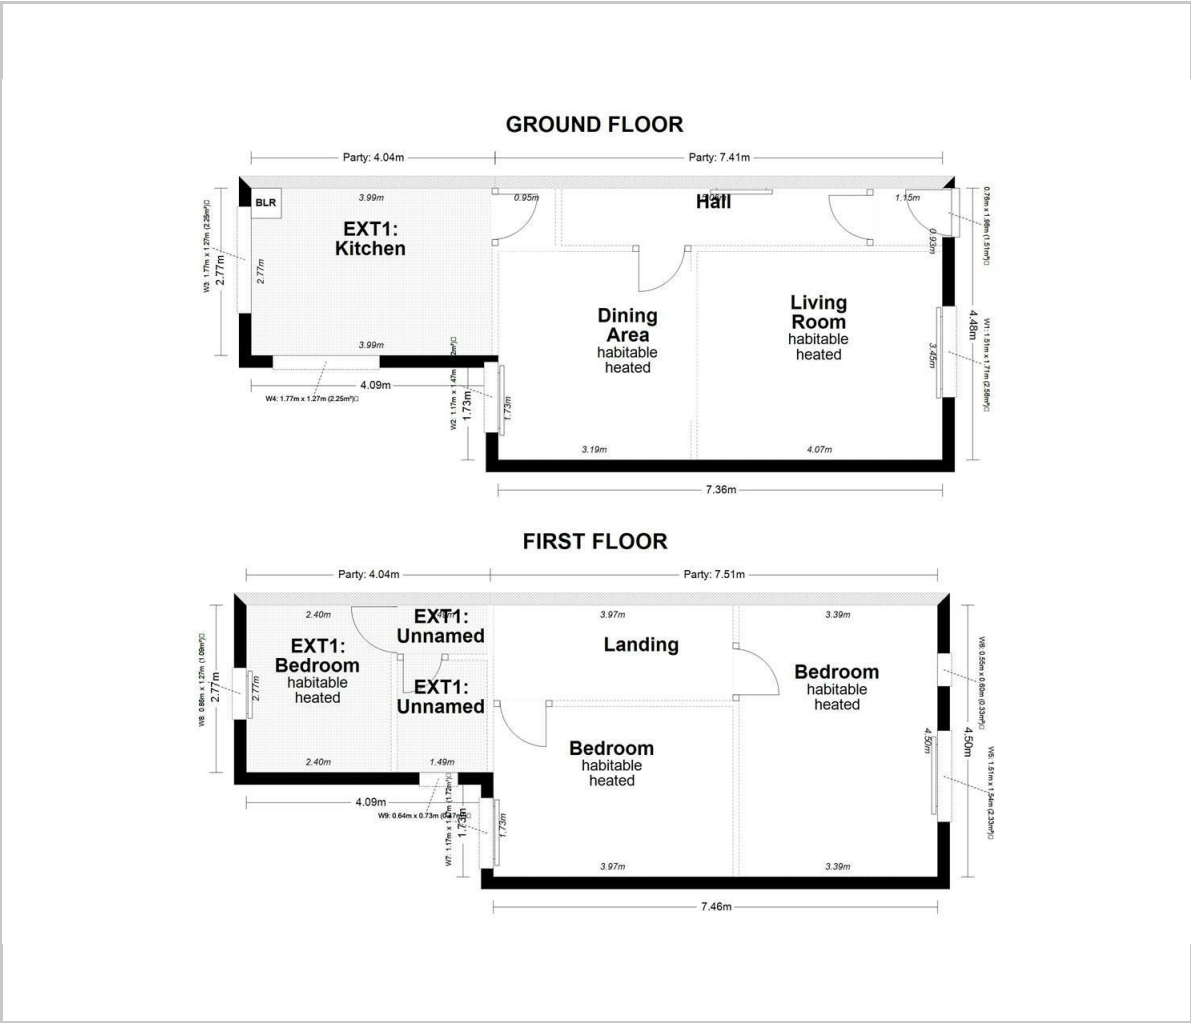 GROUND FLOOR
Party: 4.04m
Party: 7.41m
BLR
3.99m
0.95m
Hall
1.15m
EXT1:
Kitchen
W3: 1.77m x 1.27m (2.25m²)
2.77m
2.77m
0.76m x 1.98m (1.51m²)
0.93m
Dining
Area
habitable
heated
Living
Room
habitable
heated
3.99m
4.09m
W4: 1.77m x 1.27m (2.25m²)
W2: 1.17m x 1.47m
1.73m
1.73m
3.45m
4.48m
W1: 1.51m x 1.71m (2.58m²)
3.19m
4.07m
7.36m
FIRST FLOOR
Party: 4.04m
Party: 7.51m
2.40m
EXT1:
Unnamed
3.97m
3.39m
EXT1:
Bedroom
habitable
heated
Landing
Bedroom
habitable
heated
W8: 0.86m x 1.27m (1.09m²)
2.77m
2.77m
EXT1:
Unnamed
W6: 0.55m x 0.60m (0.33m²)
Bedroom
habitable
heated
4.50m
4.50m
W5: 1.51m x 1.54m (2.33m²)
2.40m
1.49m
4.09m
W9: 0.64m x 0.73m
W7: 1.17m x (1.72m²)
1.73m
1.73m
3.97m
3.39m
7.46m